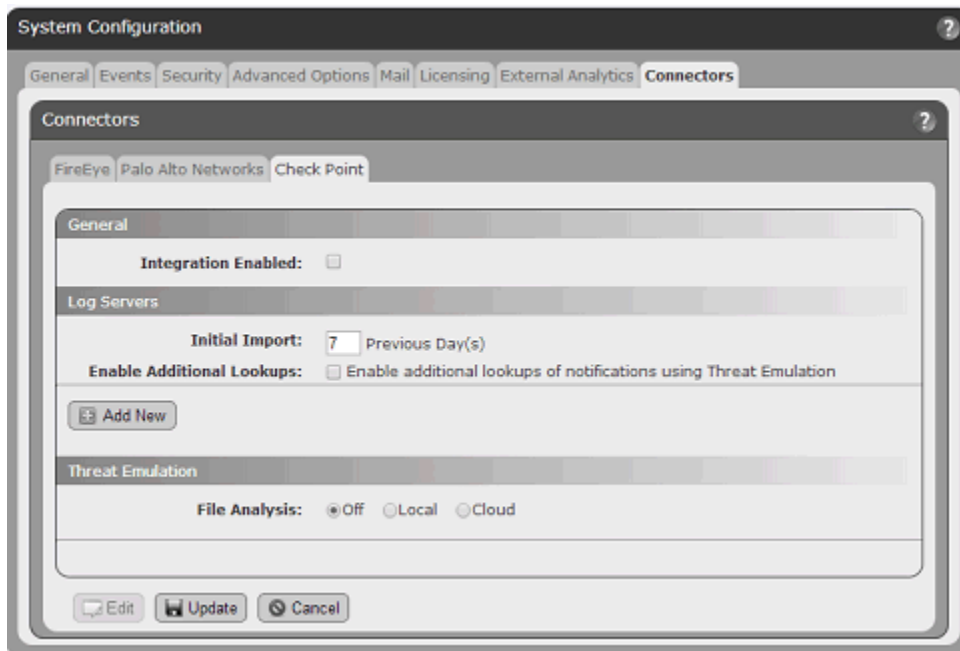 System Configuration
?
General Events Security Advanced Options Mail Licensing External Analytics Connectors
Connectors
?
FireEye Palo Alto Networks Check Point
General
Integration Enabled:
Log Servers
Initial Import: 7 Previous Day(s)
Enable Additional Lookups: Enable additional lookups of notifications using Threat Emulation
Add New
Threat Emulation
File Analysis: Off Local Cloud
Edit Update Cancel